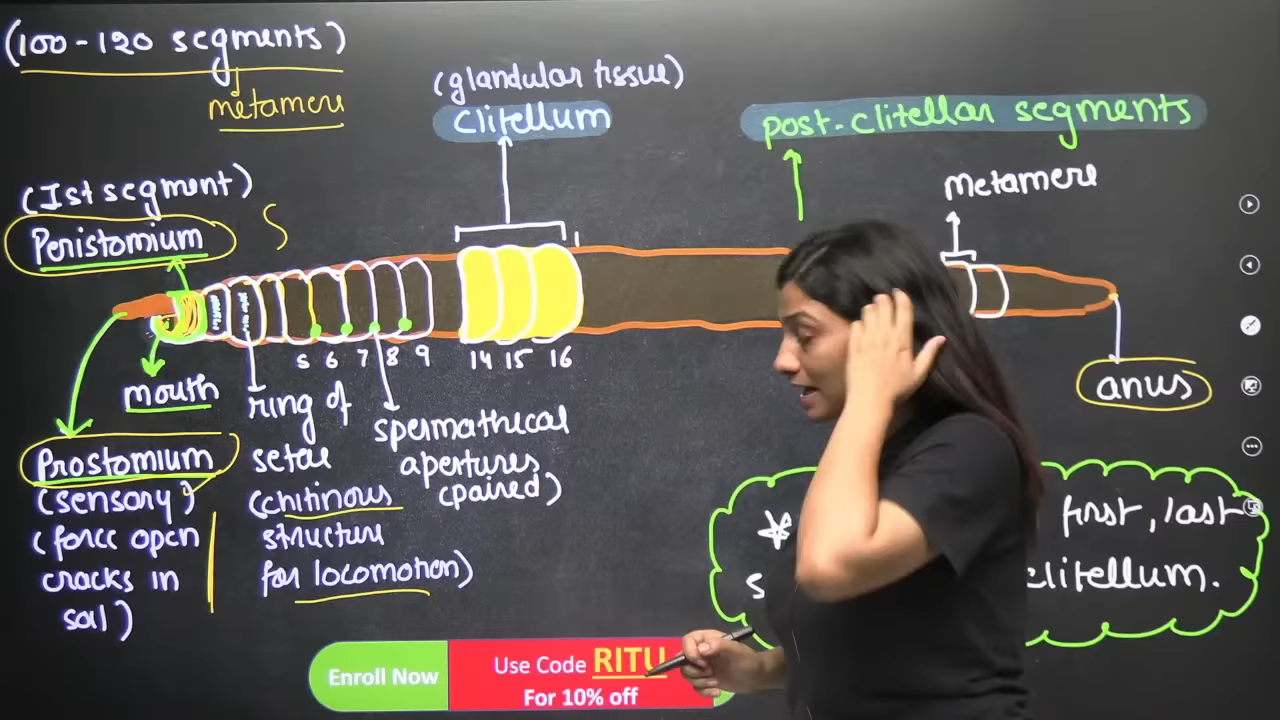 (100-120 segments)
metamere
(glandular tissue)
Clitellum
post-clitellar segments
Metamere
(Ist segment)
Peristomium
S
mouth
5 6 7 8 9 14 15 16
anus
ring of
setae
(chitinous
structure
for locomotion)
spermathecal
apertures
(paired)
Prostomium
(sensory)
(force open
cracks in
soil)
* first, last
s clitellum.
Enroll Now
Use Code RITU
For 10% off